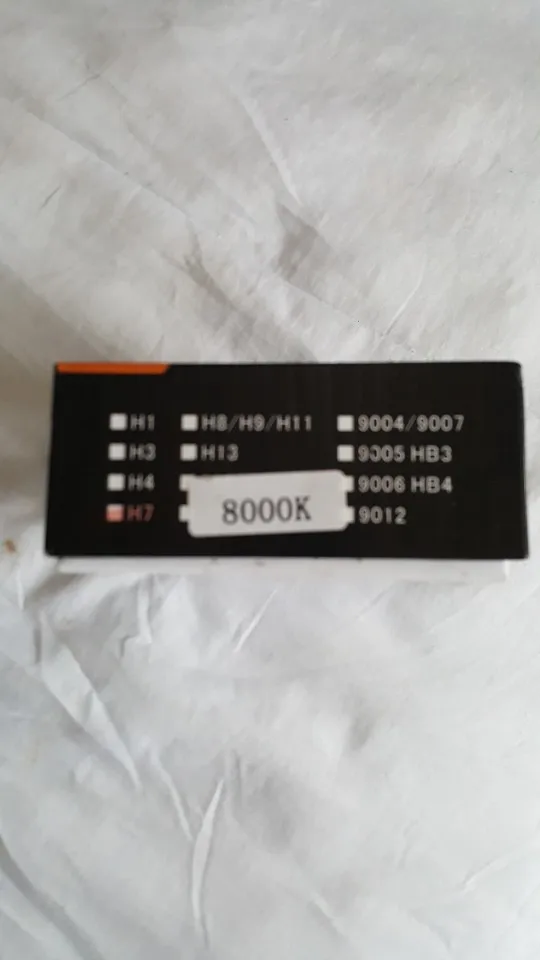 H1 H8/H9/H11 9004/9007
H3 H13 9005 HB3
H4 9006 HB4
H7 8000K 9012